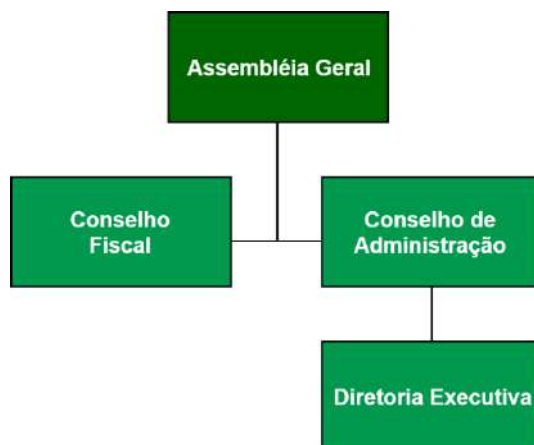 Assembléia Geral
Conselho
Fiscal
Conselho de
Administração
Diretoria Executiva